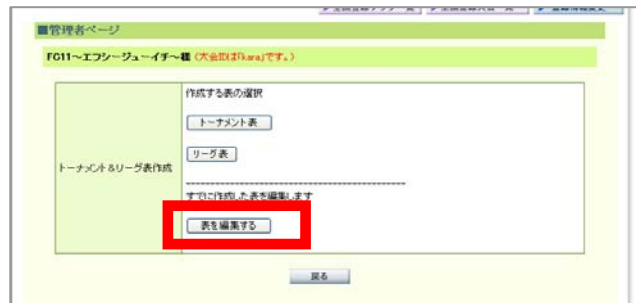 ■管理者ページ
FG11～エフシージューイチ～様 (大会IDは「kara」です。)
作成する表の選択
トーナメント表
リーグ表
トーナメント&リーグ表作成
すでに作成した表を編集します
表を編集する
戻る